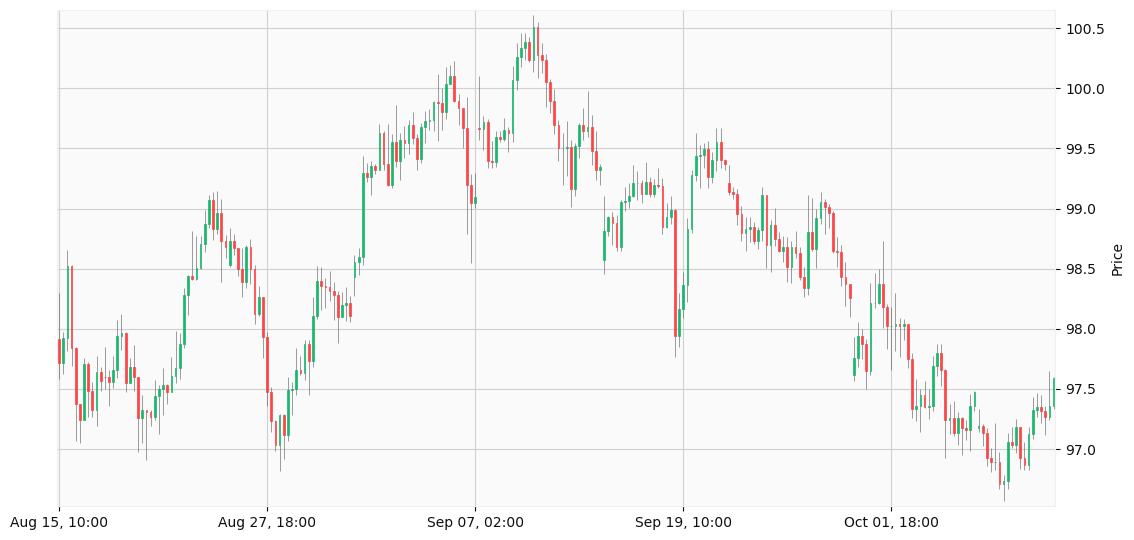 100.5
100.0
99.5
99.0
98.5
98.0
97.5
97.0
Price
Aug 15, 10:00
Aug 27, 18:00
Sep 07, 02:00
Sep 19, 10:00
Oct 01, 18:00